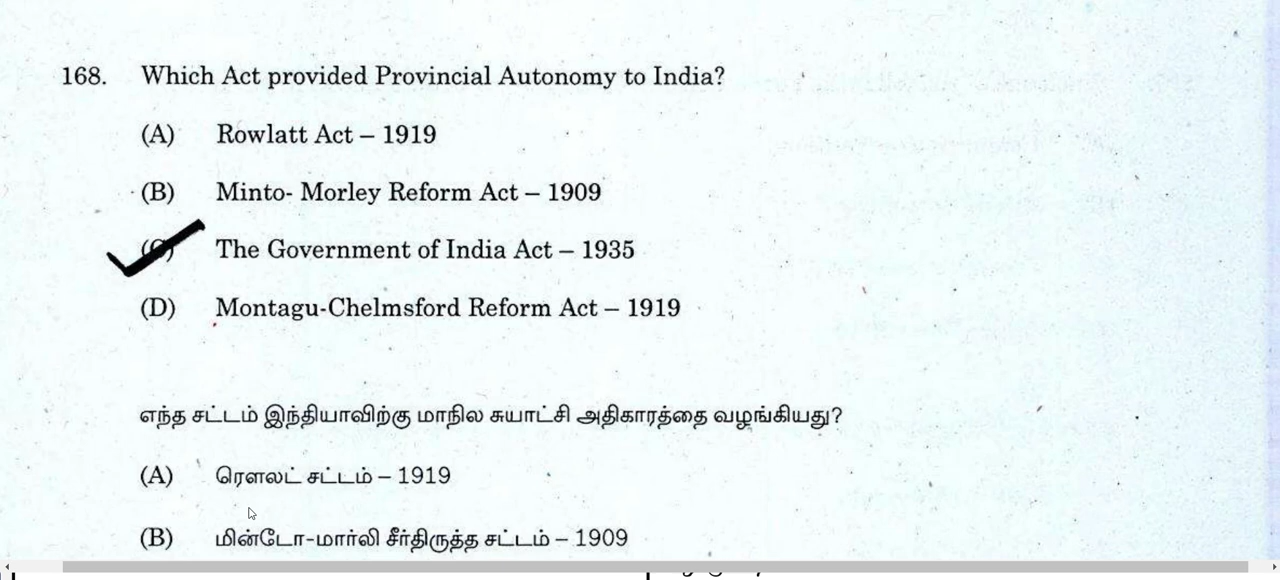 168. Which Act provided Provincial Autonomy to India?
(A) Rowlatt Act – 1919
(B) Minto- Morley Reform Act – 1909
(C) The Government of India Act – 1935
(D) Montagu-Chelmsford Reform Act – 1919
எந்த சட்டம் இந்தியாவிற்கு மாநில சுயாட்சி அதிகாரத்தை வழங்கியது?
(A) ரௌலட் சட்டம் – 1919
(B) மின்டோ-மார்லி சீர்திருத்த சட்டம் – 1909